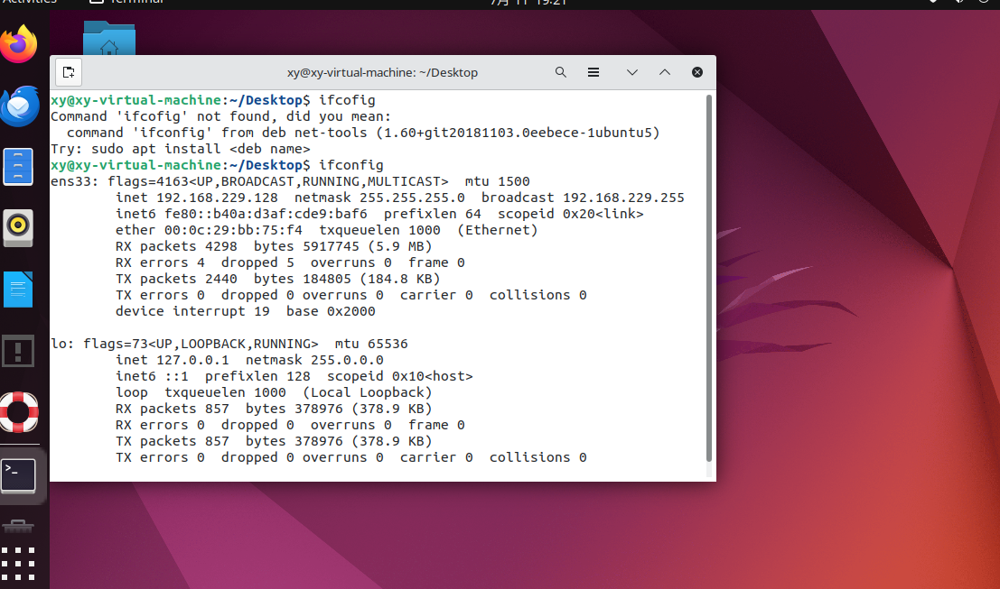 Activities Terminal 7月 11 19:21
xy@xy-virtual-machine: ~/Desktop
xy@xy-virtual-machine:~/Desktop$ ifcofig
Command 'ifcofig' not found, did you mean:
  command 'ifconfig' from deb net-tools (1.60+git20181103.0eebece-1ubuntu5)
Try: sudo apt install <deb name>
xy@xy-virtual-machine:~/Desktop$ ifconfig
ens33: flags=4163<UP,BROADCAST,RUNNING,MULTICAST>  mtu 1500
        inet 192.168.229.128  netmask 255.255.255.0  broadcast 192.168.229.255
        inet6 fe80::b40a:d3af:cde9:baf6  prefixlen 64  scopeid 0x20<link>
        ether 00:0c:29:bb:75:f4  txqueuelen 1000  (Ethernet)
        RX packets 4298  bytes 5917745 (5.9 MB)
        RX errors 4  dropped 5  overruns 0  frame 0
        TX packets 2440  bytes 184805 (184.8 KB)
        TX errors 0  dropped 0 overruns 0  carrier 0  collisions 0
        device interrupt 19  base 0x2000

lo: flags=73<UP,LOOPBACK,RUNNING>  mtu 65536
        inet 127.0.0.1  netmask 255.0.0.0
        inet6 ::1  prefixlen 128  scopeid 0x10<host>
        loop  txqueuelen 1000  (Local Loopback)
        RX packets 857  bytes 378976 (378.9 KB)
        RX errors 0  dropped 0  overruns 0  frame 0
        TX packets 857  bytes 378976 (378.9 KB)
        TX errors 0  dropped 0 overruns 0  carrier 0  collisions 0